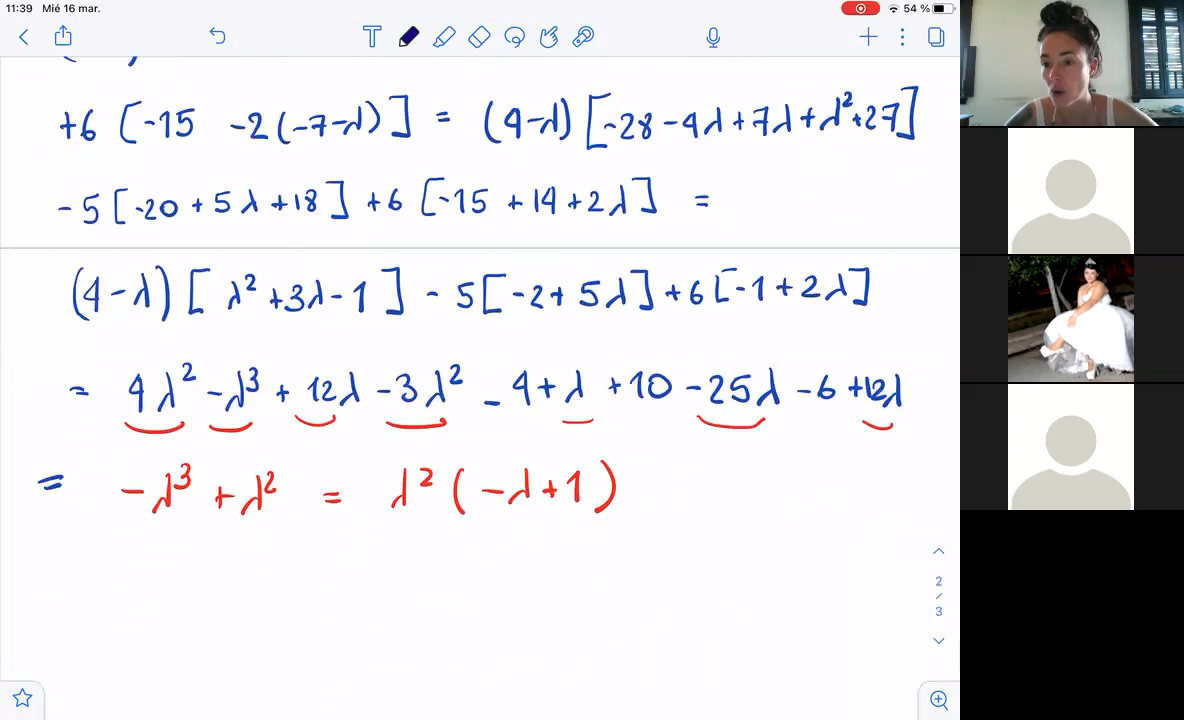 11:39 Mié 16 mar.
54 %
+6 [-15 -2(-7-λ)] = (4-λ) [-28-4λ+7λ+λ²+27]
-5 [-20+5λ+18] +6 [-15 +14+2λ] =
(4-λ) [λ²+3λ-1] - 5[-2+5λ] +6[-1+2λ]
= 4λ² -λ³ + 12λ -3λ² - 4+λ +10 -25λ -6 +12λ
= -λ³ +λ² = λ² (-λ+1)
2
/
3